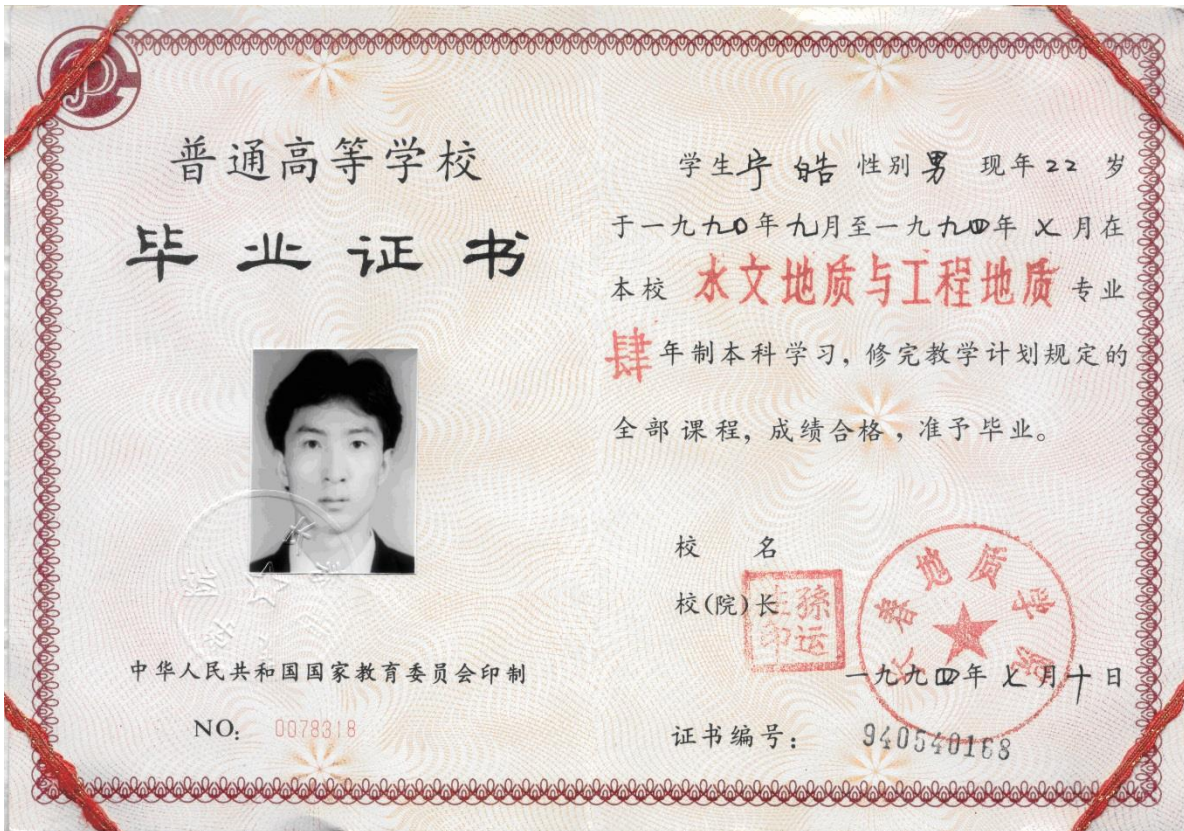 普通高等学校
毕业证书
中华人民共和国国家教育委员会印制
NO: 0078318
学生宁皓 性别男 现年22岁
于一九九〇年九月至一九九四年七月在
本校 水文地质与工程地质 专业
肆年制本科学习，修完教学计划规定的
全部课程，成绩合格，准予毕业。
校 名
长春地质学院
校(院)长
孙运生印
一九九四年七月十日
证书编号： 940540168